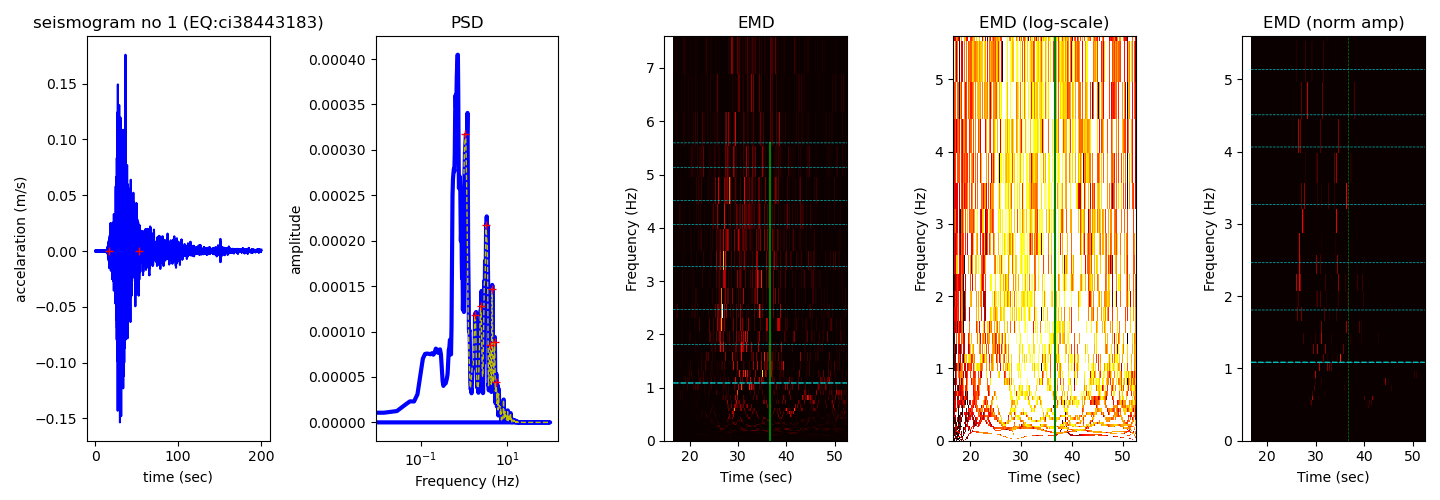 seismogram no 1 (EQ:ci38443183)
accelaration (m/s)
0.15
0.10
0.05
0.00
−0.05
−0.10
−0.15
0 100 200
time (sec)
PSD
amplitude
0.00040
0.00035
0.00030
0.00025
0.00020
0.00015
0.00010
0.00005
0.00000
10⁻¹ 10¹
Frequency (Hz)
EMD
Frequency (Hz)
7
6
5
4
3
2
1
0
20 30 40 50
Time (sec)
EMD (log-scale)
Frequency (Hz)
5
4
3
2
1
0
20 30 40 50
Time (sec)
EMD (norm amp)
Frequency (Hz)
5
4
3
2
1
0
20 30 40 50
Time (sec)